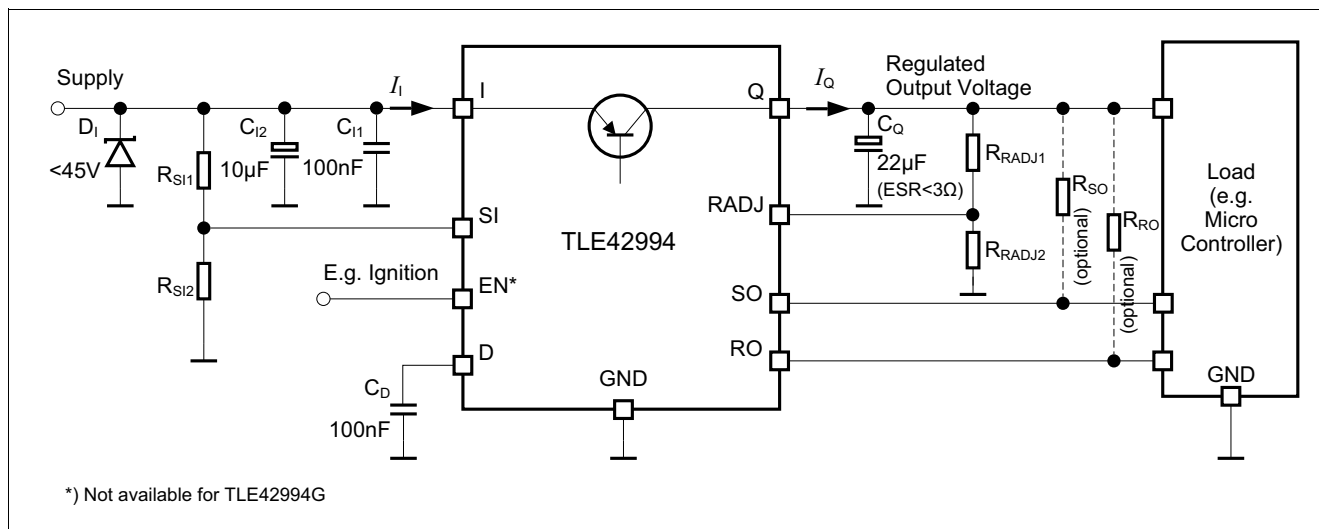 Supply
I_I
I
Q
I_Q
Regulated
Output Voltage
D_I
<45V
R_SI1
C_I2
10µF
C_I1
100nF
C_Q
22µF
(ESR<3Ω)
R_RADJ1
R_SO
(optional)
R_RO
(optional)
Load
(e.g.
Micro
Controller)
SI
RADJ
TLE42994
R_SI2
R_RADJ2
E.g. Ignition
EN*
SO
D
RO
C_D
100nF
GND
GND
*) Not available for TLE42994G